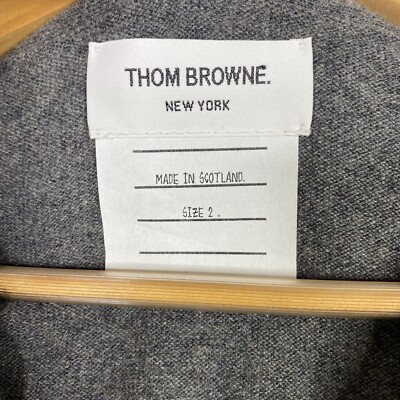 THOM BROWNE.
NEW YORK
MADE IN SCOTLAND.
SIZE 2.